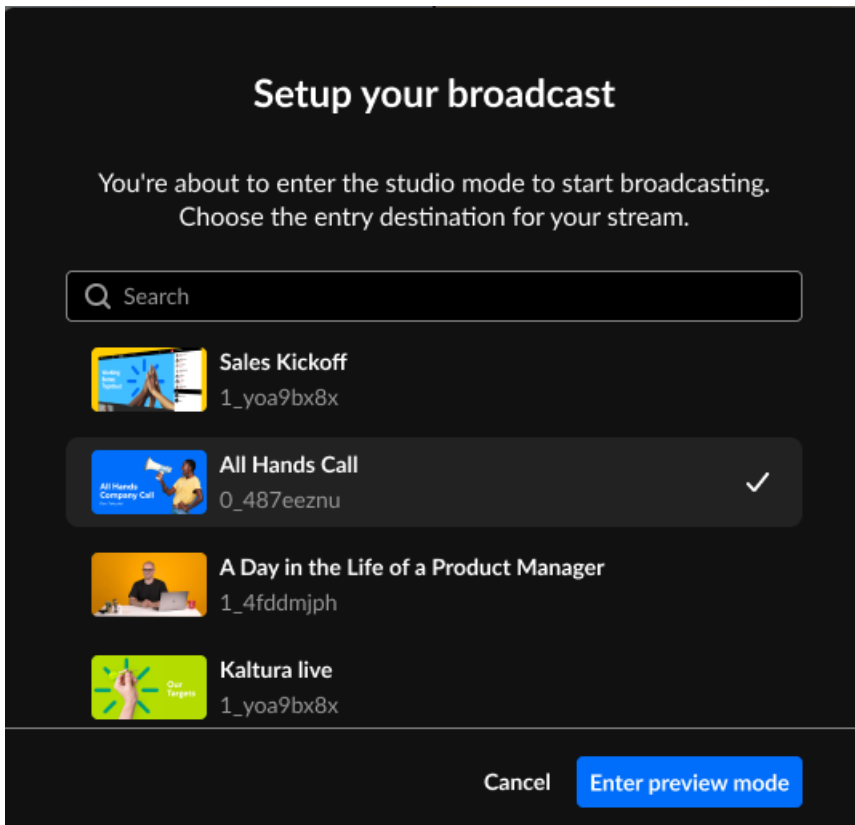 Setup your broadcast
You're about to enter the studio mode to start broadcasting.
Choose the entry destination for your stream.
Search
Sales Kickoff
1_yoa9bx8x
All Hands
Company Call
All Hands Call
0_487eeznu
A Day in the Life of a Product Manager
1_4fddmjph
Our
Targets
Kaltura live
1_yoa9bx8x
Cancel
Enter preview mode